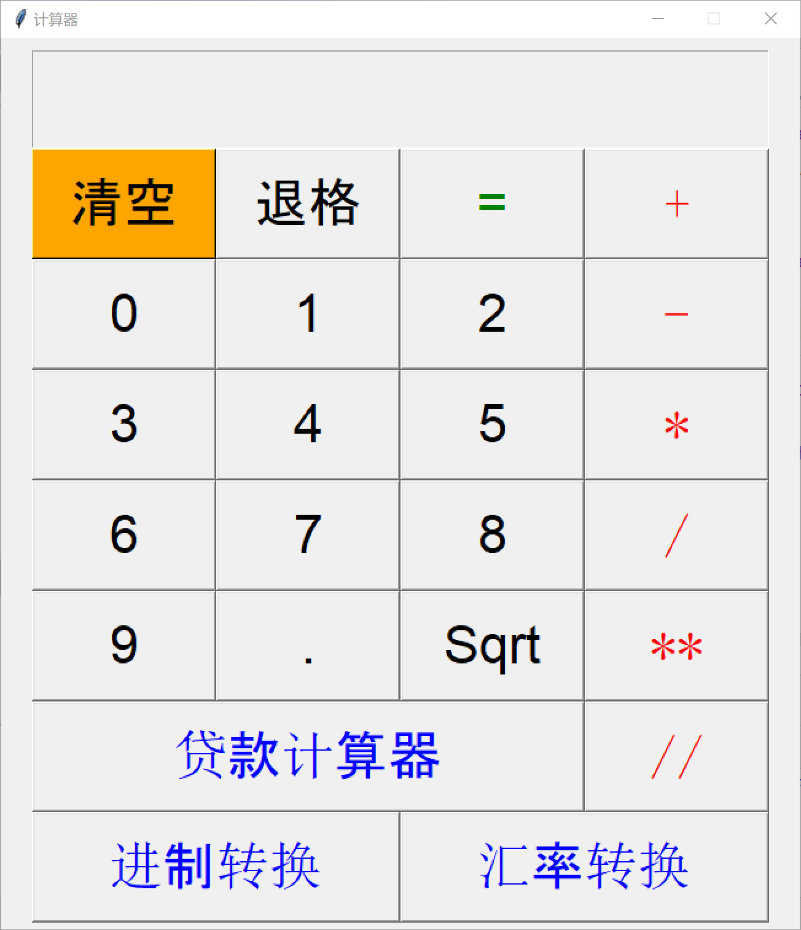 计算器
清空 退格 = +
0 1 2 -
3 4 5 *
6 7 8 /
9 . Sqrt **
贷款计算器 //
进制转换 汇率转换